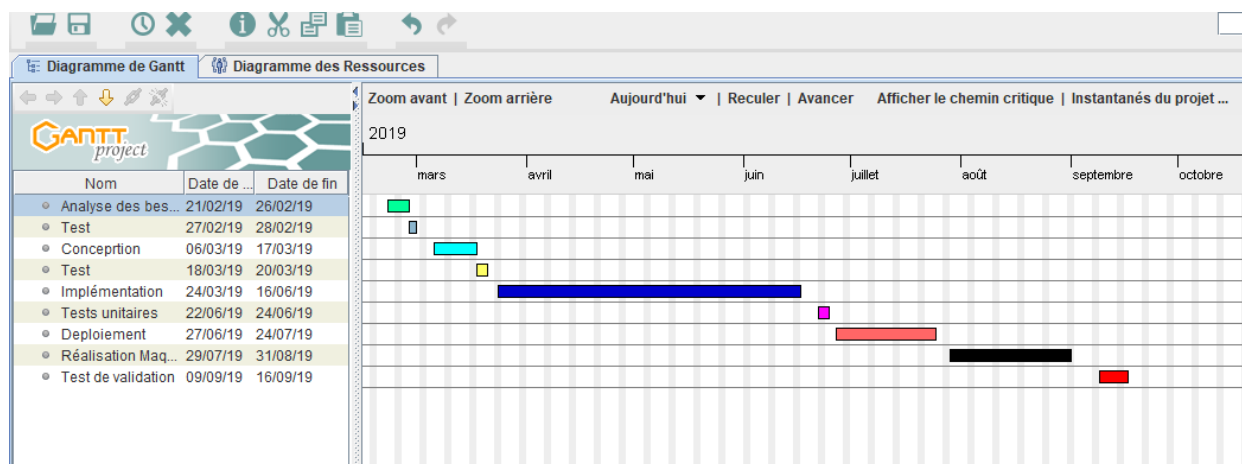 Diagramme de Gantt Diagramme des Ressources
Zoom avant | Zoom arrière Aujourd'hui | Reculer | Avancer Afficher le chemin critique | Instantanés du projet ...
GANTT project
2019
mars avril mai juin juillet août septembre octobre
Nom Date de ... Date de fin
Analyse des bes... 21/02/19 26/02/19
Test 27/02/19 28/02/19
Conceprtion 06/03/19 17/03/19
Test 18/03/19 20/03/19
Implémentation 24/03/19 16/06/19
Tests unitaires 22/06/19 24/06/19
Deploiement 27/06/19 24/07/19
Réalisation Maq... 29/07/19 31/08/19
Test de validation 09/09/19 16/09/19